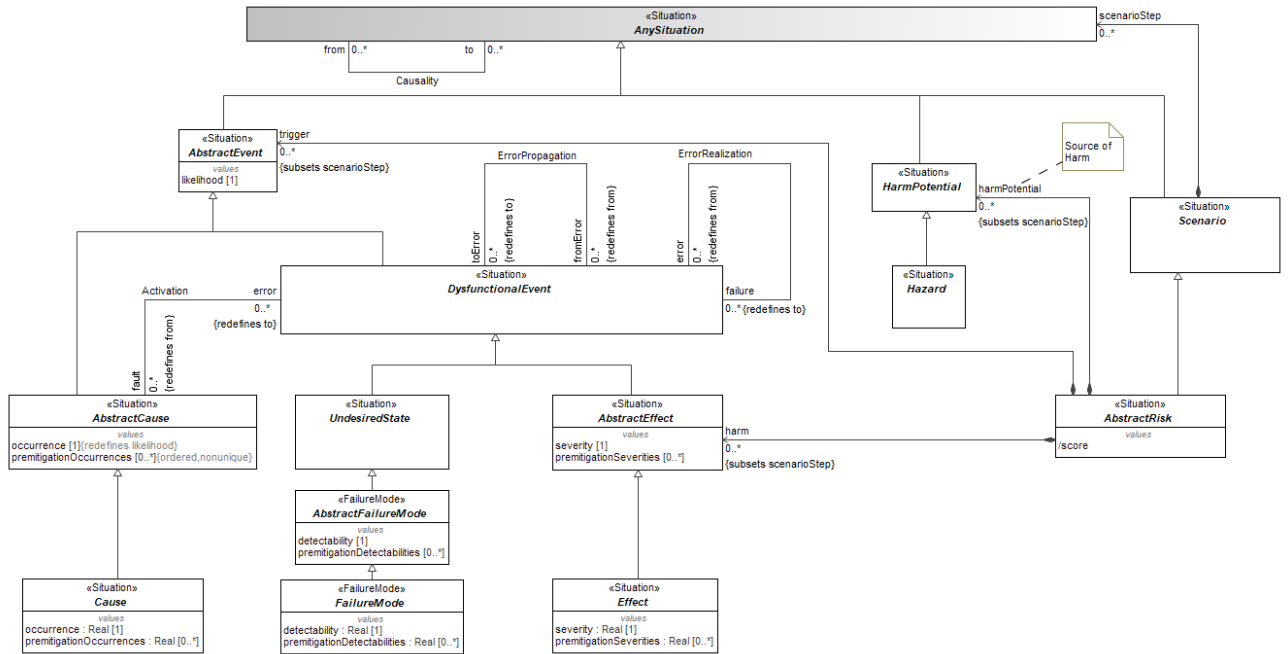 «Situation»
AnySituation
scenarioStep
0..*
from 0..*
to 0..*
Causality
«Situation»
AbstractEvent
values
likelihood [1]
trigger
0..*
{subsets scenarioStep}
ErrorPropagation
ErrorRealization
toError
0..*
{redefines to}
fromError
0..*
{redefines from}
error
0..*
{redefines from}
Source of
Harm
«Situation»
HarmPotential
harmPotential
0..*
{subsets scenarioStep}
«Situation»
Scenario
«Situation»
Hazard
«Situation»
DysfunctionalEvent
Activation
error
0..*
{redefines to}
failure
0..* {redefines to}
fault
0..*
{redefines from}
«Situation»
AbstractCause
values
occurrence [1]{redefines likelihood}
premitigationOccurrences [0..*]{ordered,nonunique}
«Situation»
UndesiredState
«Situation»
AbstractEffect
values
severity [1]
premitigationSeverities [0..*]
harm
0..*
{subsets scenarioStep}
«Situation»
AbstractRisk
values
/score
«FailureMode»
AbstractFailureMode
values
detectability [1]
premitigationDetectabilities [0..*]
«Situation»
Cause
values
occurrence : Real [1]
premitigationOccurrences : Real [0..*]
«FailureMode»
FailureMode
values
detectability : Real [1]
premitigationDetectabilities : Real [0..*]
«Situation»
Effect
values
severity : Real [1]
premitigationSeverities : Real [0..*]